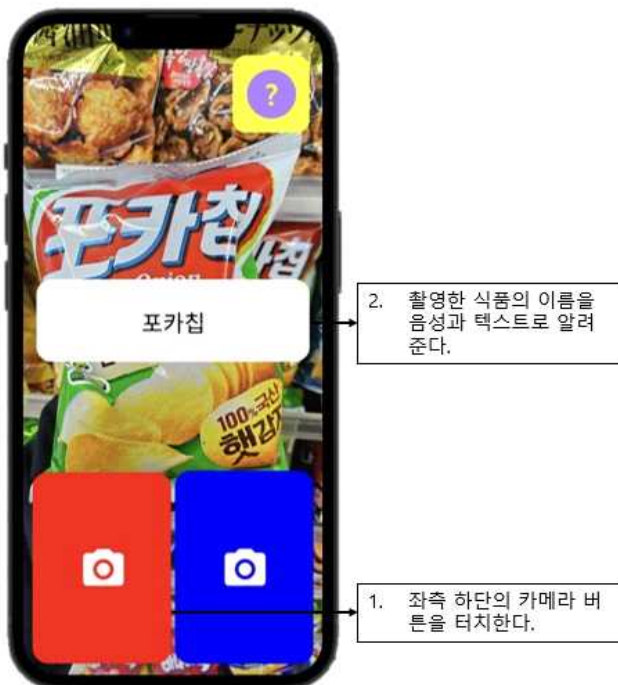 ?
포카칩
Onion
포카칩
2. 촬영한 식품의 이름을
음성과 텍스트로 알려
준다.
100%국산
햇감자
1. 좌측 하단의 카메라 버
튼을 터치한다.